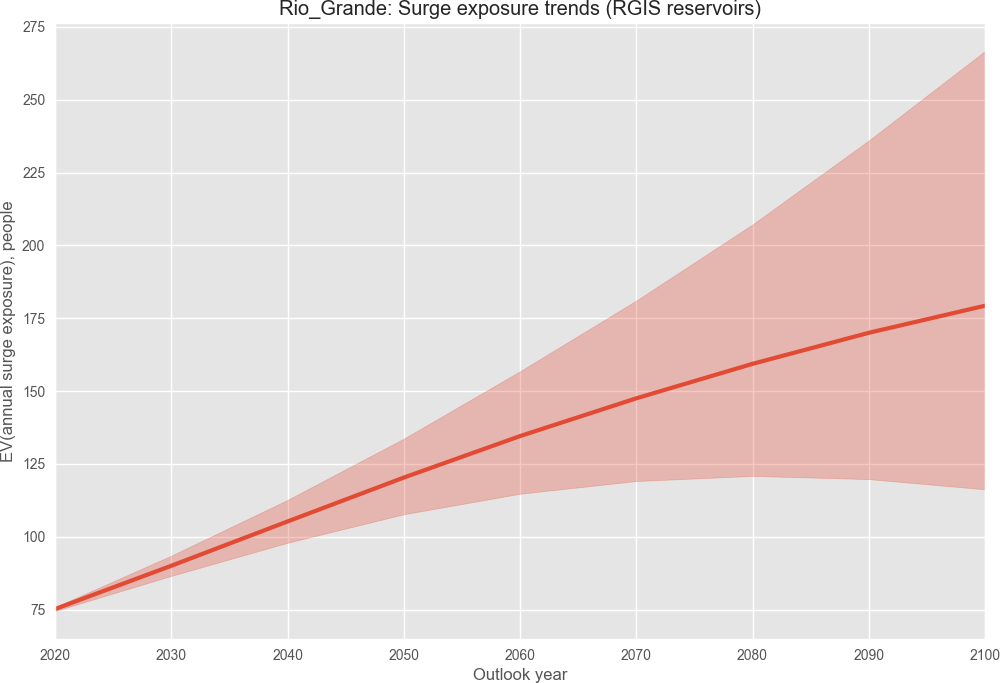 Rio_Grande: Surge exposure trends (RGIS reservoirs)
275
250
225
200
175
150
125
100
75
EV(annual surge exposure), people
2020 2030 2040 2050 2060 2070 2080 2090 2100
Outlook year